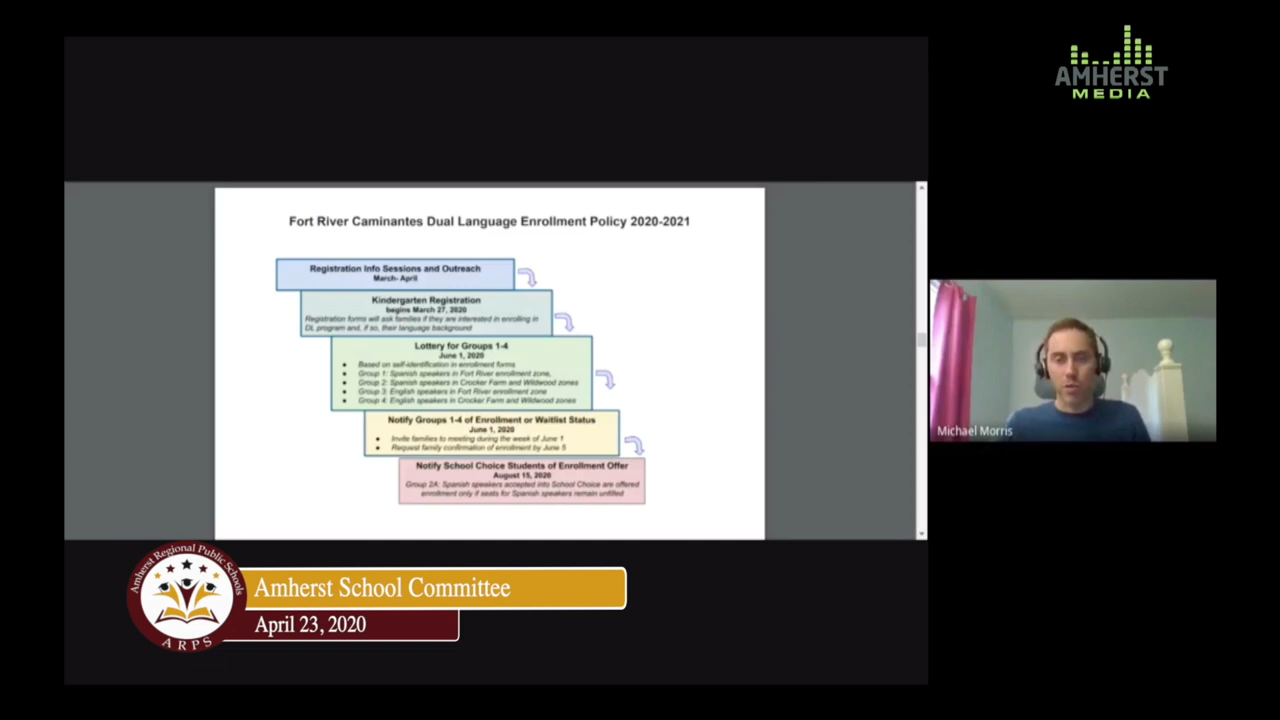 AMHERST
MEDIA
Fort River Caminantes Dual Language Enrollment Policy 2020-2021
Registration Info Sessions and Outreach
March- April
Kindergarten Registration
begins March 27, 2020
Registration forms will ask families if they are interested in enrolling in
DL program and, if so, their language background
Lottery for Groups 1-4
June 1, 2020
• Based on self-identification in enrollment forms
• Group 1: Spanish speakers in Fort River enrollment zone,
• Group 2: Spanish speakers in Crocker Farm and Wildwood zones
• Group 3: English speakers in Fort River enrollment zone
• Group 4: English speakers in Crocker Farm and Wildwood zones
Notify Groups 1-4 of Enrollment or Waitlist Status
June 1, 2020
• Invite families to meeting during the week of June 1
• Request family confirmation of enrollment by June 5
Notify School Choice Students of Enrollment Offer
August 15, 2020
Group 2A: Spanish speakers accepted into School Choice are offered
enrollment only if seats for Spanish speakers remain unfilled
Michael Morris
Amherst Regional Public Schools
ARPS
Amherst School Committee
April 23, 2020